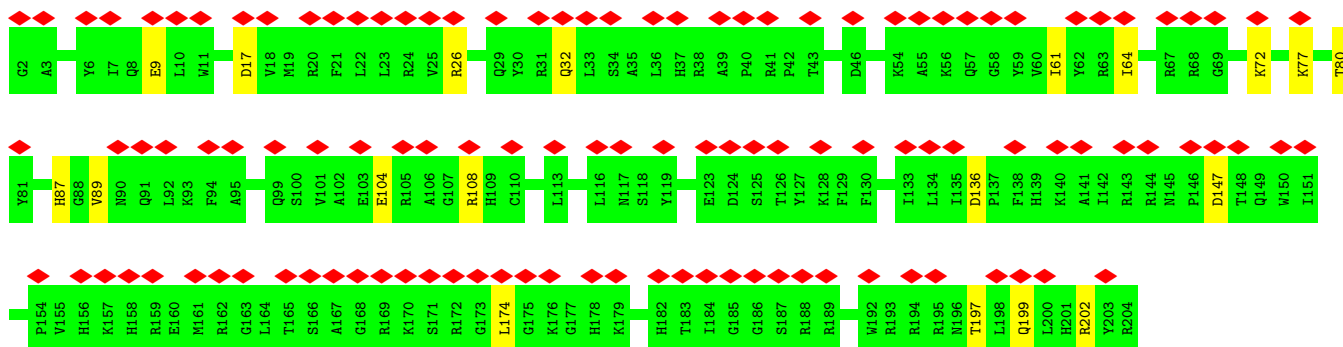 G2 A3 Y6 I7 Q8 E9 L10 W11 D17 V18 M19 R20 F21 L22 L23 R24 V25 R26 Q29 Y30 R31 Q32 L33 S34 A35 L36 H37 R38 A39 P40 R41 P42 T43 D46 K54 A55 K56 Q57 G58 Y59 V60 I61 Y62 R63 I64 R67 R68 G69 K72 K77 T80
Y81 H87 G88 V89 N90 Q91 L92 K93 F94 A95 Q99 S100 V101 A102 E103 E104 R105 A106 G107 R108 H109 C110 L113 L116 N117 S118 Y119 E123 D124 S125 T126 Y127 K128 F129 F130 I133 L134 I135 D136 P137 F138 H139 K140 A141 I142 R143 R144 N145 P146 D147 T148 Q149 W150 I151
P154 V155 H156 K157 H158 R159 E160 M161 R162 G163 L164 T165 S166 A167 G168 R169 K170 S171 R172 G173 L174 G175 K176 G177 H178 K179 H182 T183 I184 G185 G186 S187 R188 R189 W192 R193 R194 R195 N196 T197 L198 Q199 L200 H201 R202 Y203 R204